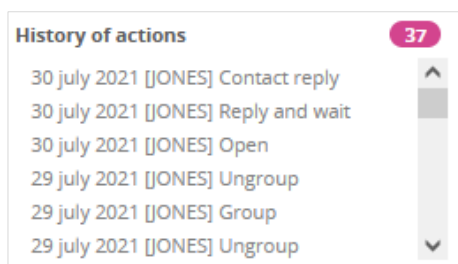 History of actions 37
30 july 2021 [JONES] Contact reply
30 july 2021 [JONES] Reply and wait
30 july 2021 [JONES] Open
29 july 2021 [JONES] Ungroup
29 july 2021 [JONES] Group
29 july 2021 [JONES] Ungroup